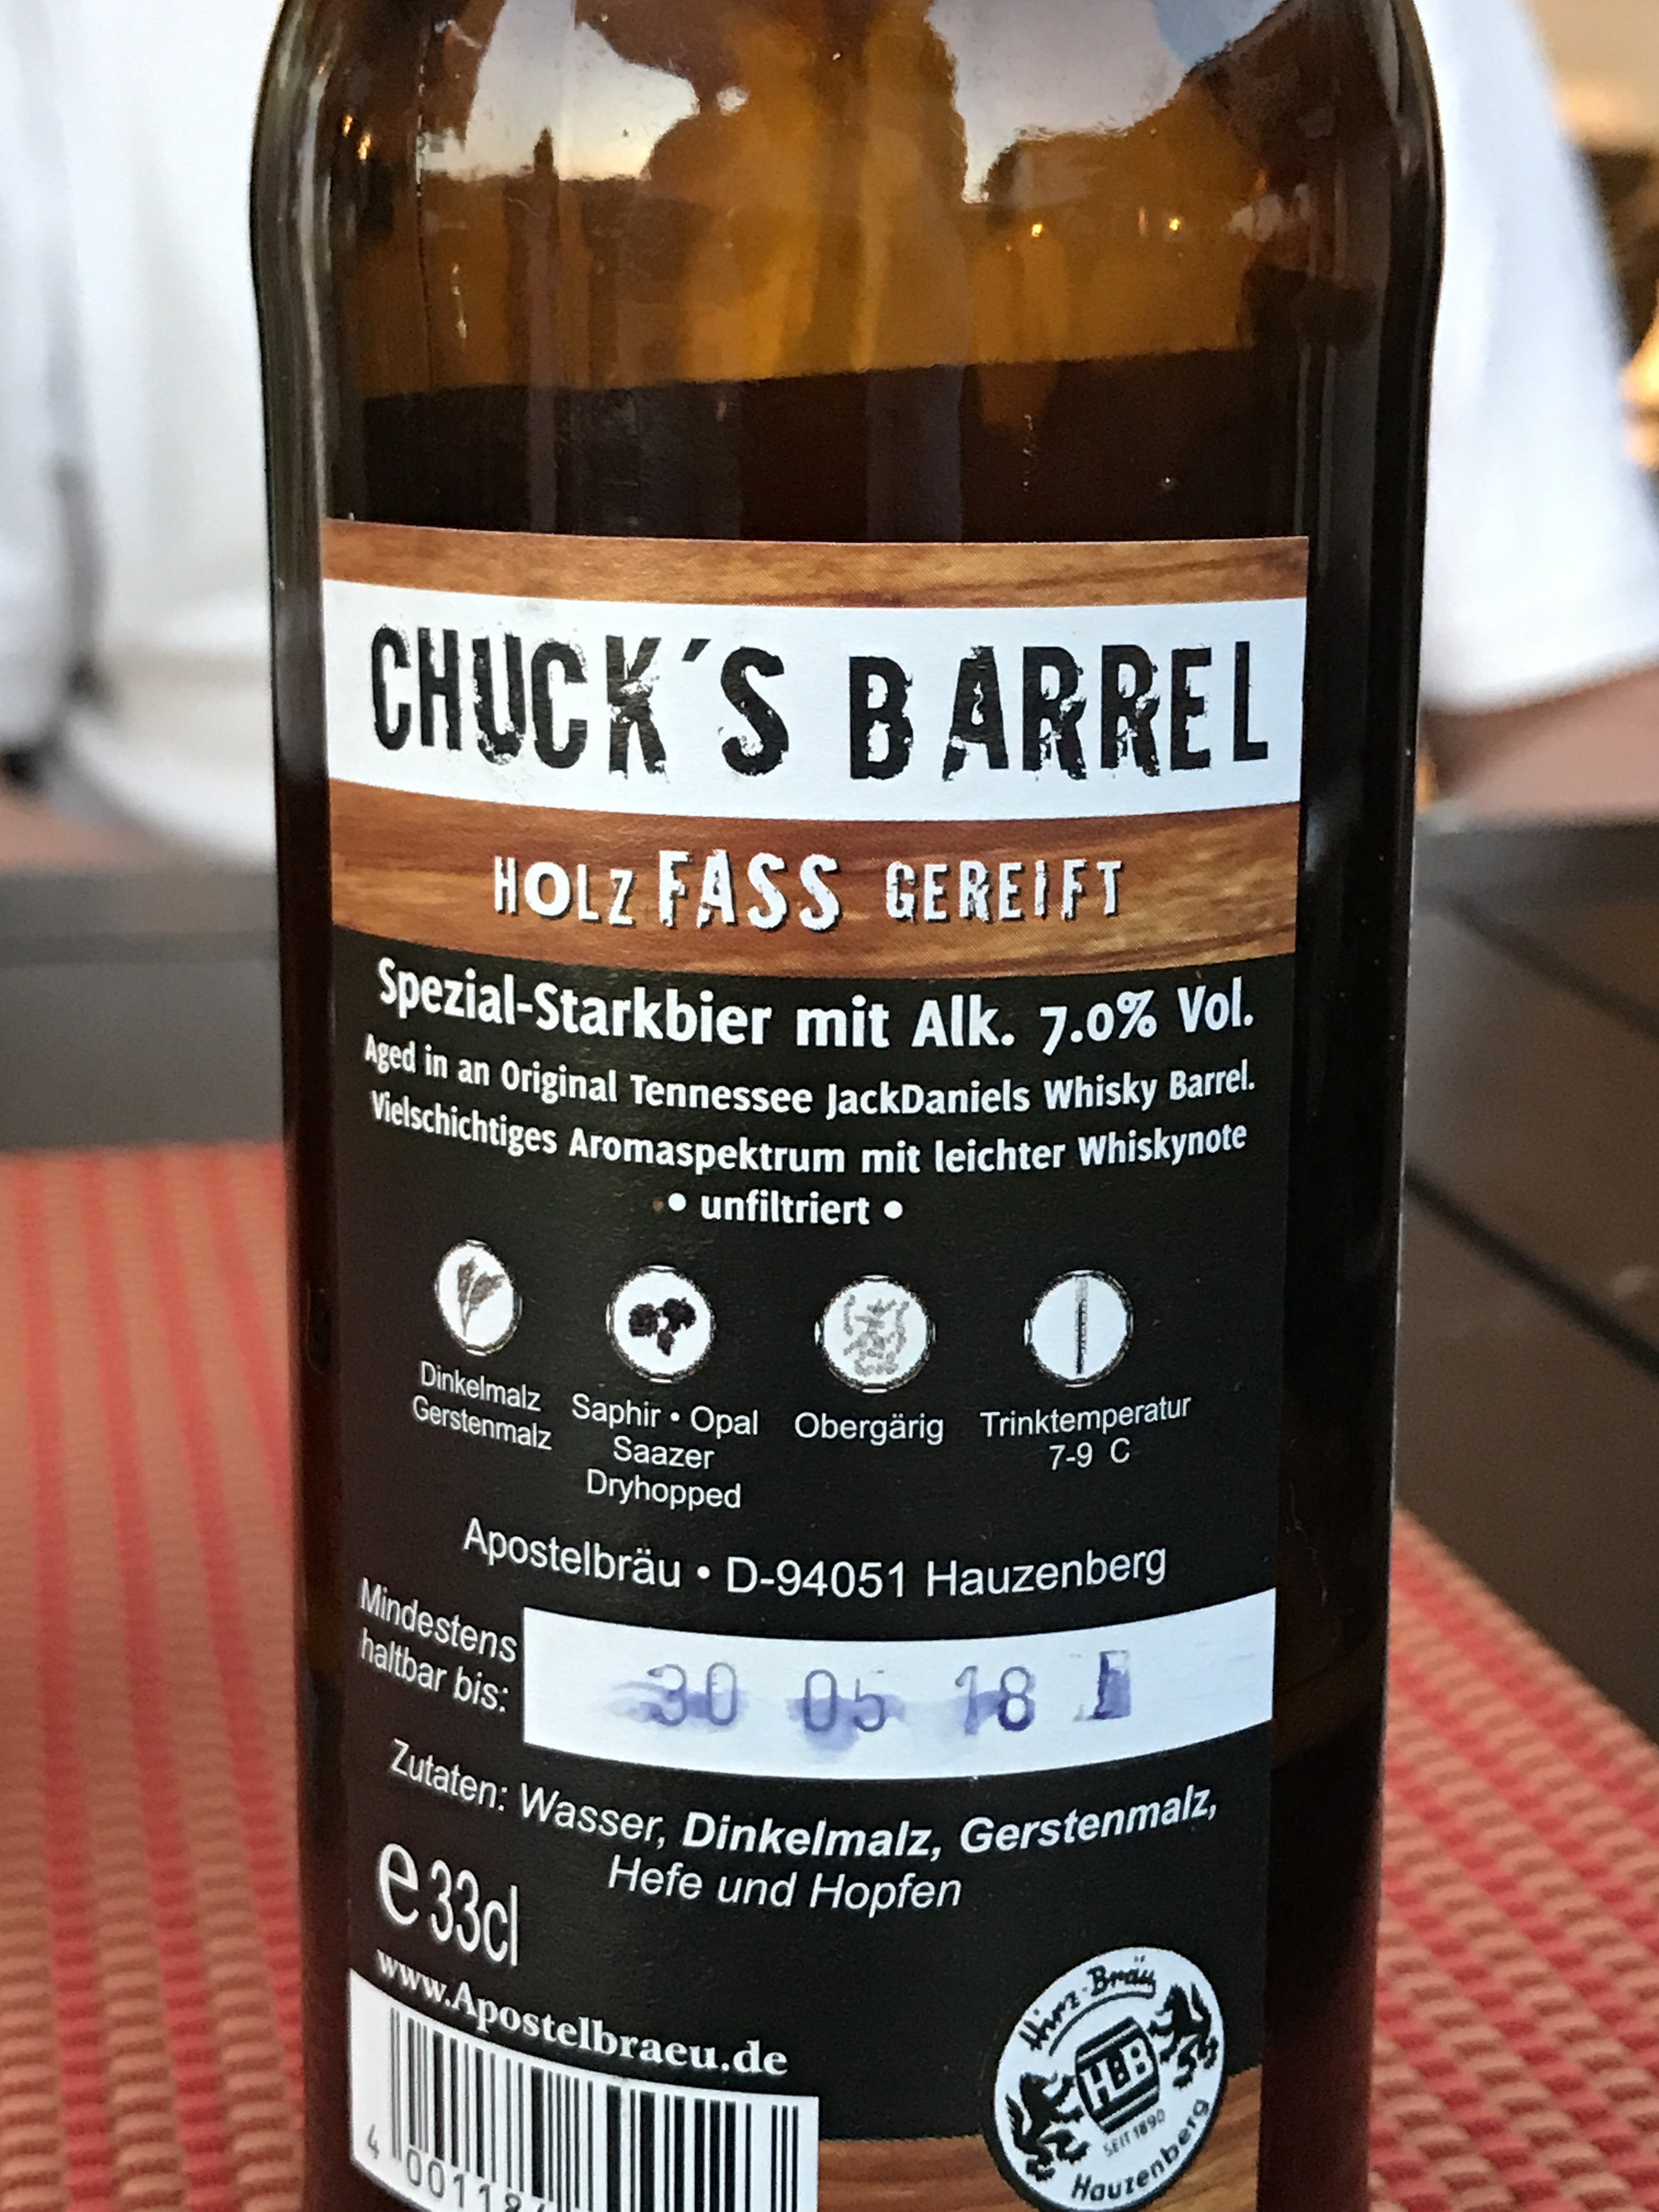 CHUCK´S BARREL
HOLZ FASS GEREIFT
Spezial-Starkbier mit Alk. 7.0% Vol.
Aged in an Original Tennessee JackDaniels Whisky Barrel.
Vielschichtiges Aromaspektrum mit leichter Whiskynote
• unfiltriert •
Dinkelmalz
Gerstenmalz
Saphir • Opal
Saazer
Dryhopped
Obergärig
Trinktemperatur
7-9 C
Apostelbräu • D-94051 Hauzenberg
Mindestens
haltbar bis:
30 05 18
Zutaten: Wasser, Dinkelmalz, Gerstenmalz,
Hefe und Hopfen
e 33cl
www.Apostelbraeu.de
Hirz-Bräu
HBB
SEIT 1890
Hauzenberg